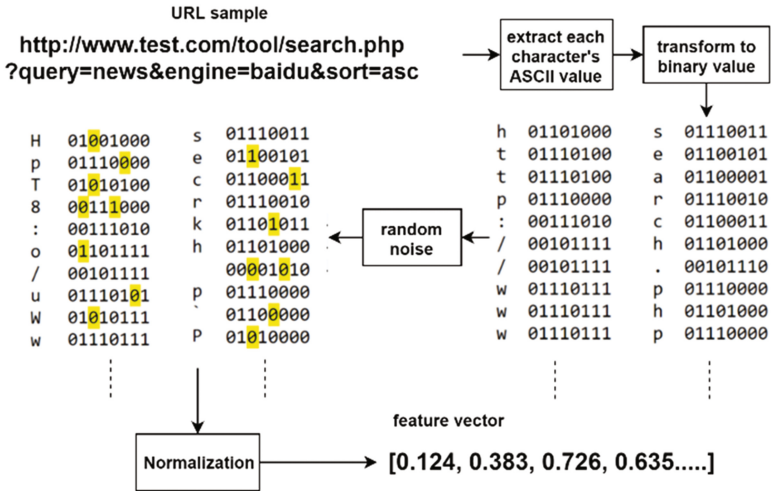 URL sample
http://www.test.com/tool/search.php
?query=news&engine=baidu&sort=asc
extract each
character's
ASCII value
transform to
binary value
H 01001000
p 01110000
T 01010100
8 00111000
: 00111010
o 01101111
/ 00101111
u 01110101
W 01010111
w 01110111
s 01110011
e 01100101
c 01100011
r 01110010
k 01101011
h 01101000
00001010
p 01110000
` 01100000
P 01010000
random
noise
h 01101000
t 01110100
t 01110100
p 01110000
: 00111010
/ 00101111
/ 00101111
w 01110111
w 01110111
w 01110111
s 01110011
e 01100101
a 01100001
r 01110010
c 01100011
h 01101000
. 00101110
p 01110000
h 01101000
p 01110000
Normalization
feature vector
[0.124, 0.383, 0.726, 0.635.....]